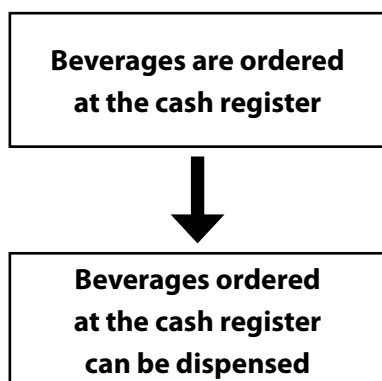 Beverages are ordered
at the cash register
Beverages ordered
at the cash register
can be dispensed